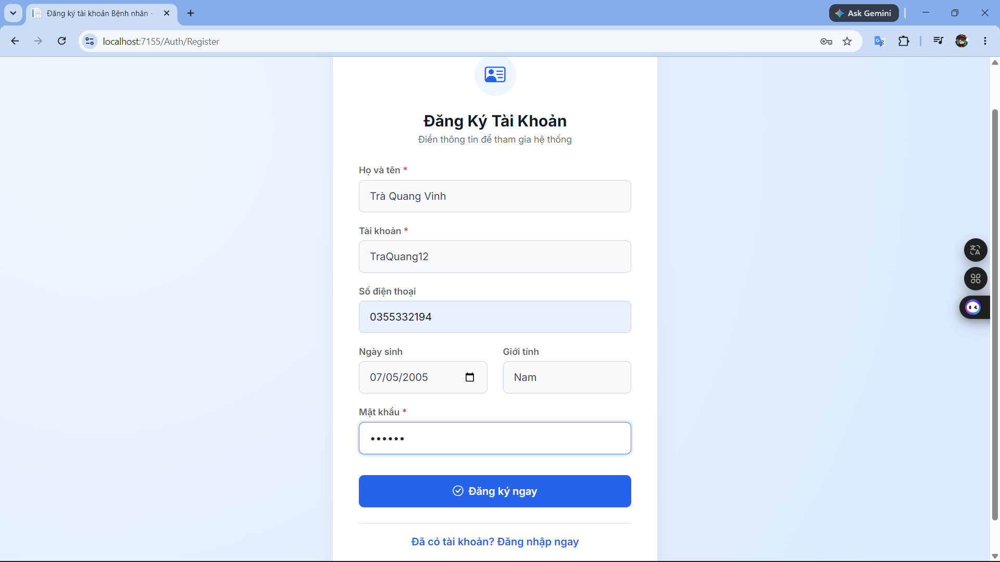 Đăng ký tài khoản Bệnh nhân -
Ask Gemini
localhost:7155/Auth/Register
Đăng Ký Tài Khoản
Điền thông tin để tham gia hệ thống
Họ và tên *
Trà Quang Vinh
Tài khoản *
TraQuang12
Số điện thoại
0355332194
Ngày sinh
Giới tính
07/05/2005
Nam
Mật khẩu *
••••••
Đăng ký ngay
Đã có tài khoản? Đăng nhập ngay